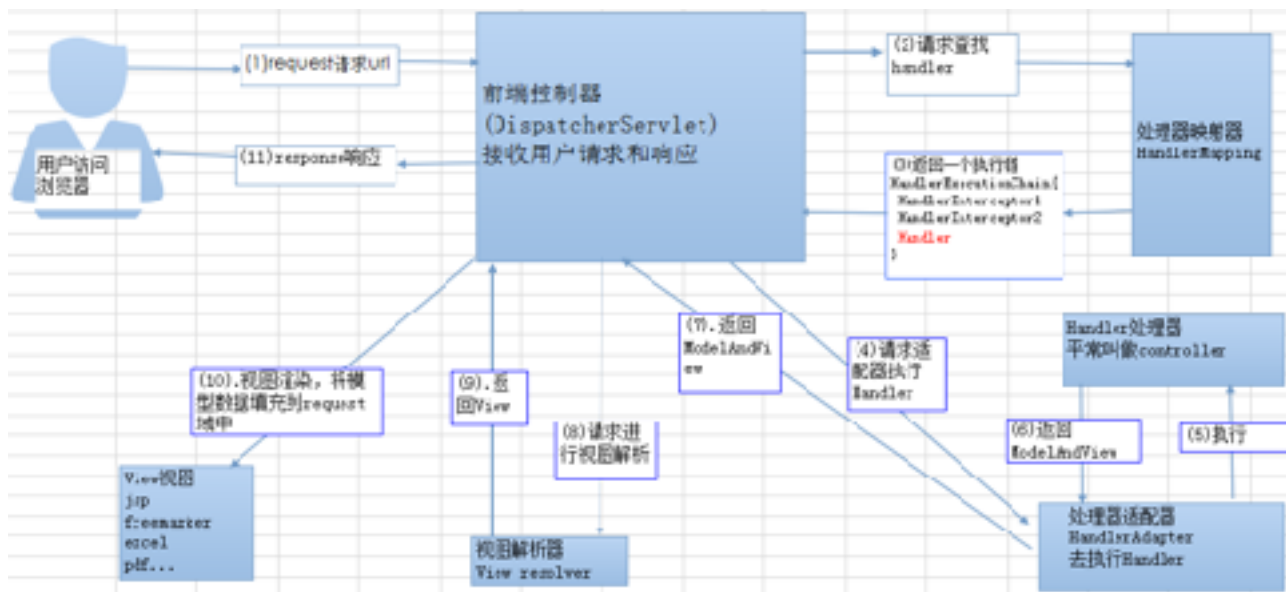 (1)request请求url
前端控制器
(DispatcherServlet)
接收用户请求和响应
(2)请求查找
handler
处理器映射器
HandlerMapping
用户访问
浏览器
(11)response响应
(3)返回一个执行链
HandlerExecutionChain{
HandlerInterceptor1
HandlerInterceptor2
Handler
}
(7).返回
ModelAndVi
ew
(4)请求适
配器执行
Handler
Handler处理器
平常叫做controller
(10).视图渲染，将模
型数据填充到request
域中
(9).返
回View
(8)请求进
行视图解析
(6)返回
ModelAndView
(5)执行
View视图
jsp
freemarker
excel
pdf...
视图解析器
View resolver
处理器适配器
HandlerAdapter
去执行Handler